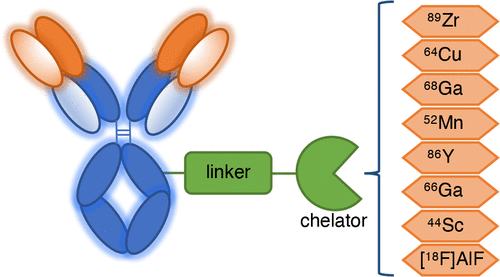 linker
chelator
⁸⁹Zr
⁶⁴Cu
⁶⁸Ga
⁵²Mn
⁸⁶Y
⁶⁶Ga
⁴⁴Sc
[¹⁸F]AlF